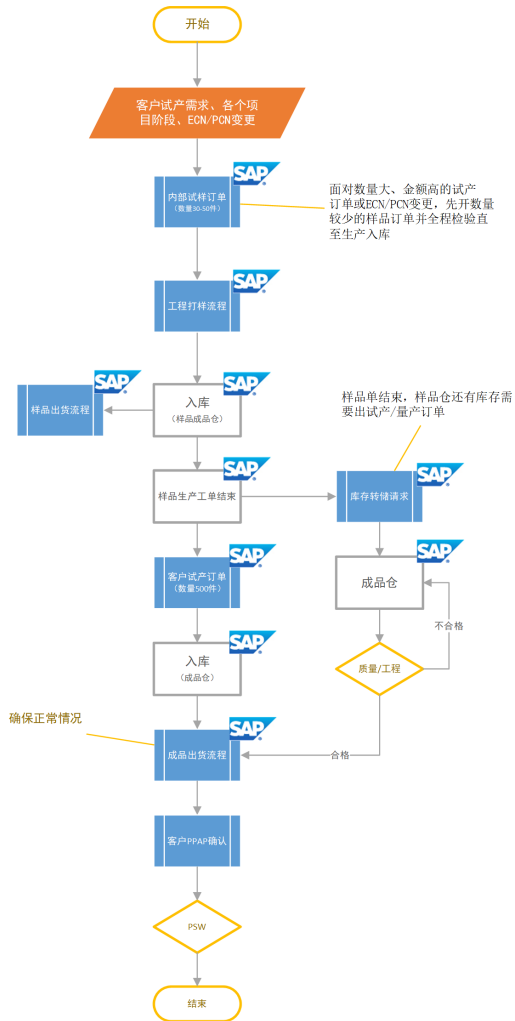 开始
客户试产需求、各个项
目阶段、ECN/PCN变更
SAP
内部试样订单
（数量30-50件）
面对数量大、金额高的试产
订单或ECN/PCN变更，先开数量
较少的样品订单并全程检验直
至生产入库
SAP
工程打样流程
SAP
样品出货流程
SAP
入库
（样品成品仓）
样品单结束，样品仓还有库存需
要出试产/量产订单
SAP
样品生产工单结束
SAP
库存转储请求
SAP
客户试产订单
（数量500件）
SAP
成品仓
不合格
SAP
入库
（成品仓）
质量/工程
确保正常情况
SAP
成品出货流程
合格
客户PPAP确认
PSW
结束